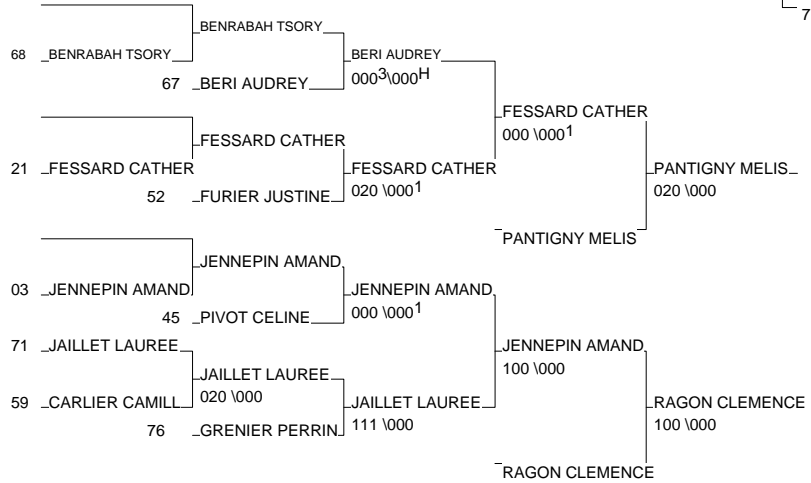 7
BENRABAH TSORY
68 BENRABAH TSORY BERI AUDREY
000³\000ᴴ
67 BERI AUDREY
FESSARD CATHER
000 \000¹
FESSARD CATHER
21 FESSARD CATHER FESSARD CATHER PANTIGNY MELIS
020 \000¹ 020 \000
52 FURIER JUSTINE
PANTIGNY MELIS
JENNEPIN AMAND
03 JENNEPIN AMAND JENNEPIN AMAND
000 \000¹
45 PIVOT CELINE
71 JAILLET LAUREE JENNEPIN AMAND
100 \000
JAILLET LAUREE
020 \000
59 CARLIER CAMILL JAILLET LAUREE RAGON CLEMENCE
111 \000 100 \000
76 GRENIER PERRIN
RAGON CLEMENCE